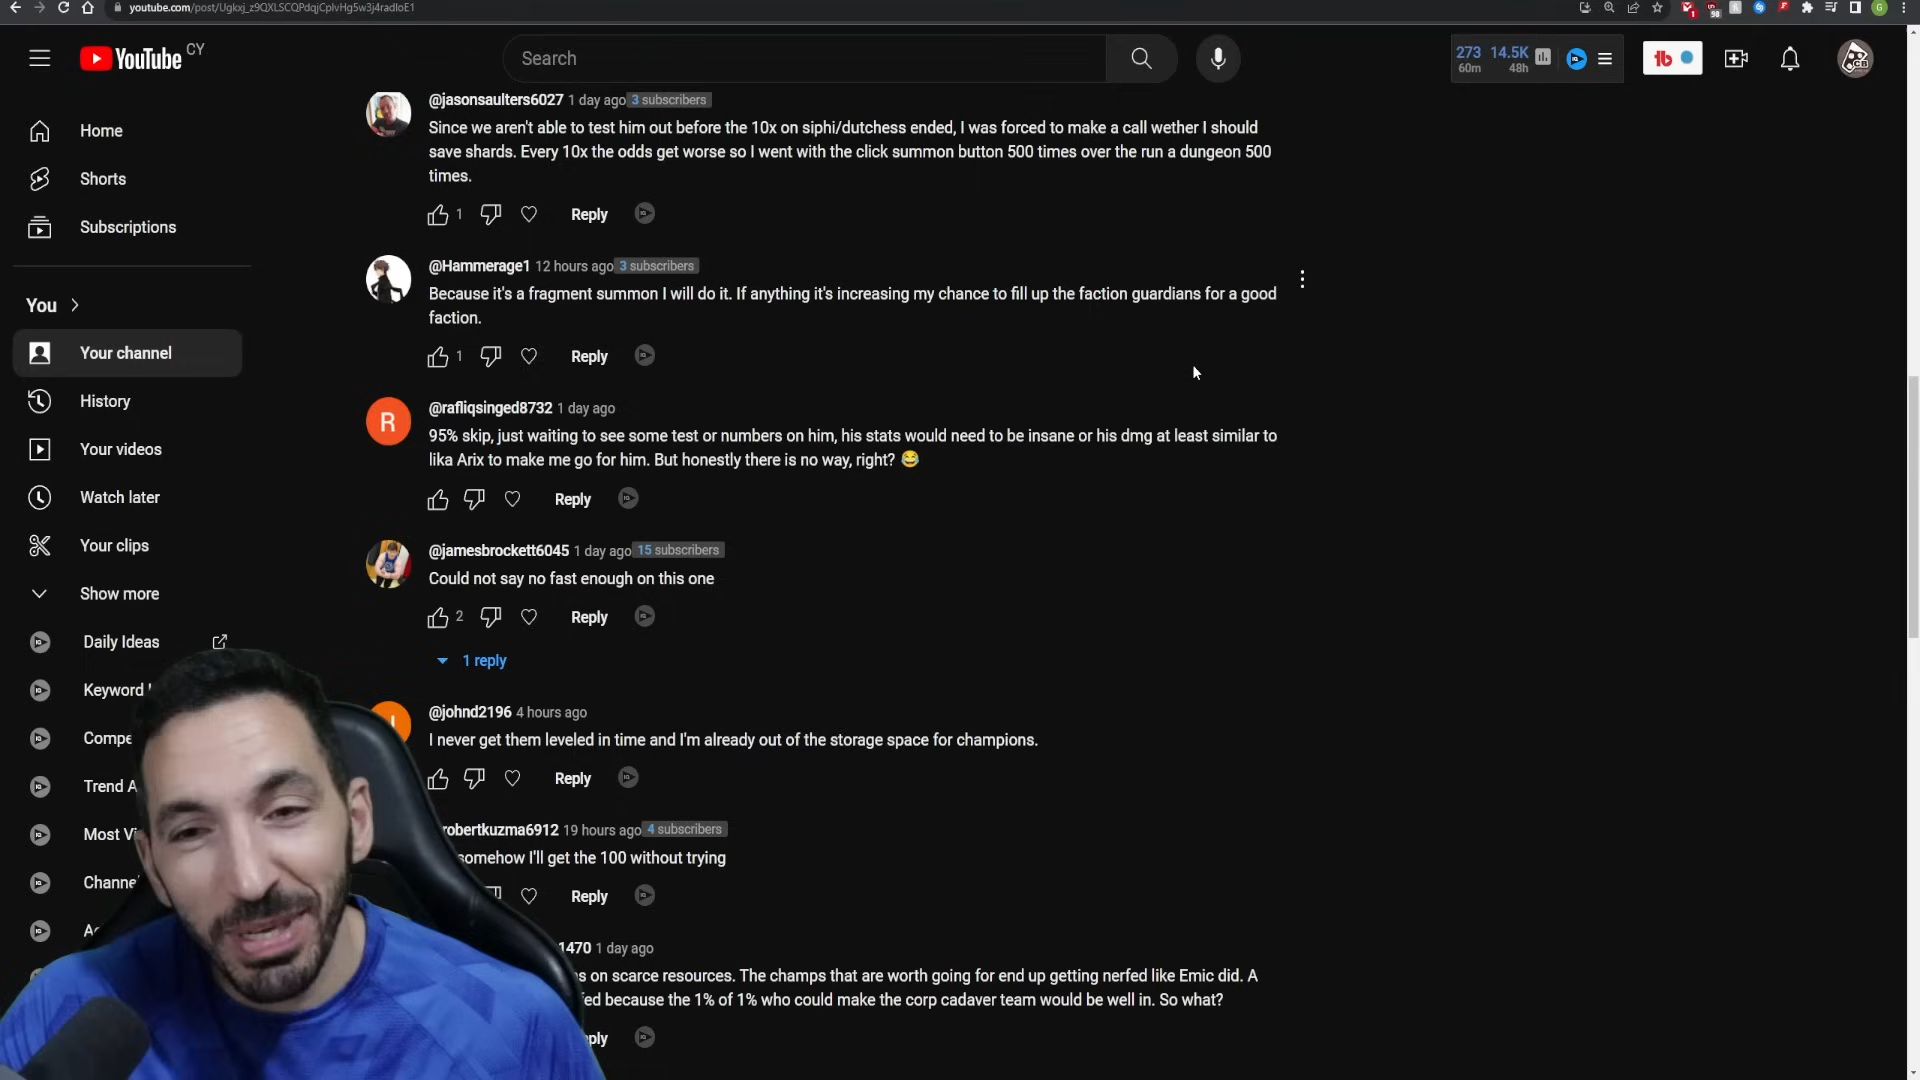 youtube.com/post/Ugkxj_z9QXLSCQPdqjCplvHg5w3j4radIoE1
YouTube CY
Search
273 14.5K
60m 48h
Home
Shorts
Subscriptions
You
Your channel
History
Your videos
Watch later
Your clips
Show more
Daily Ideas
Keyword
Compe
Trend A
Most Vi
Channe
@jasonsaulters6027 1 day ago 3 subscribers
Since we aren't able to test him out before the 10x on siphi/dutchess ended, I was forced to make a call wether I should
save shards. Every 10x the odds get worse so I went with the click summon button 500 times over the run a dungeon 500
times.
1 Reply
@Hammerage1 12 hours ago 3 subscribers
Because it's a fragment summon I will do it. If anything it's increasing my chance to fill up the faction guardians for a good
faction.
1 Reply
R
@rafliqsinged8732 1 day ago
95% skip, just waiting to see some test or numbers on him, his stats would need to be insane or his dmg at least similar to
lika Arix to make me go for him. But honestly there is no way, right? 😂
Reply
@jamesbrockett6045 1 day ago 15 subscribers
Could not say no fast enough on this one
2 Reply
1 reply
@johnd2196 4 hours ago
I never get them leveled in time and I'm already out of the storage space for champions.
Reply
robertkuzma6912 19 hours ago 4 subscribers
somehow I'll get the 100 without trying
Reply
1470 1 day ago
s on scarce resources. The champs that are worth going for end up getting nerfed like Emic did. A
ed because the 1% of 1% who could make the corp cadaver team would be well in. So what?
ply